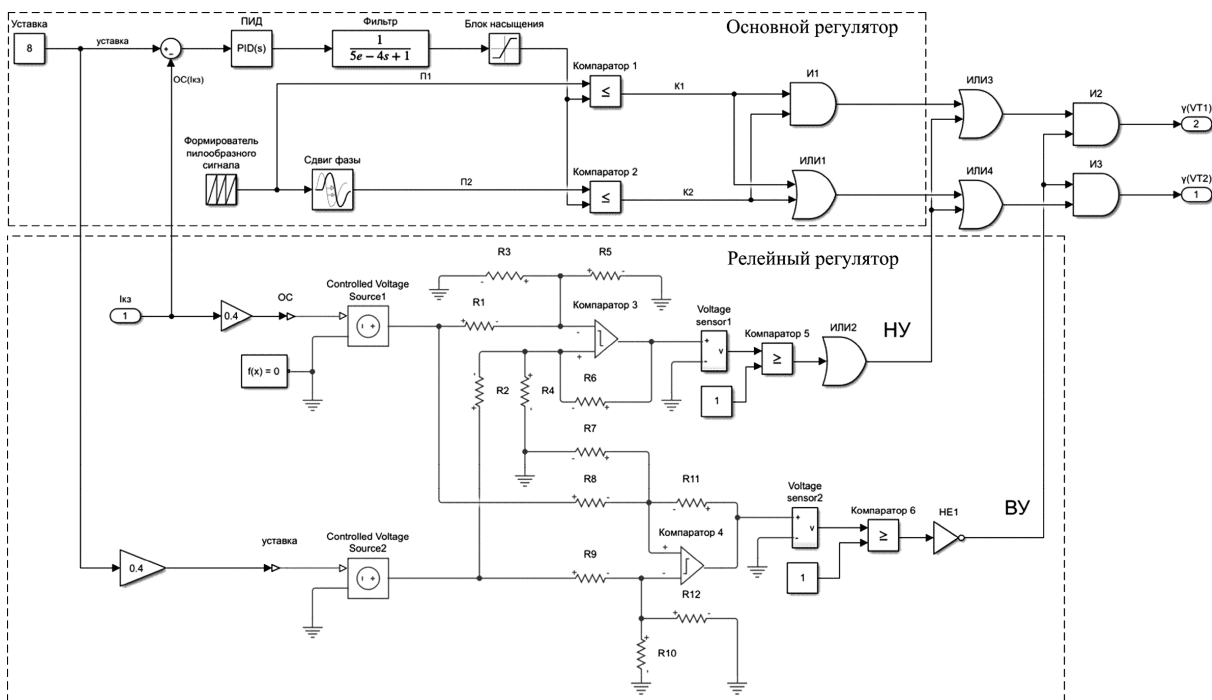 Основной регулятор
Уставка
8
уставка
+
-
ОС(Iкз)
ПИД
PID(s)
Фильтр
1
5e − 4s + 1
Блок насыщения
Формирователь
пилообразного
сигнала
Сдвиг фазы
П1
П2
Компаратор 1
≤
Компаратор 2
≤
К1
К2
И1
ИЛИ1
ИЛИ3
ИЛИ4
И2
И3
γ(VT1)
2
γ(VT2)
1
Релейный регулятор
Iкз
1
0.4
ОС
Controlled Voltage
Source1
f(x) = 0
R3
R5
R1
Компаратор 3
R2
R4
R6
R7
Voltage
sensor1
v
Компаратор 5
≥
1
ИЛИ2
НУ
R8
R11
Компаратор 4
0.4
уставка
Controlled Voltage
Source2
R9
R12
R10
Voltage
sensor2
v
Компаратор 6
≥
1
НЕ1
ВУ